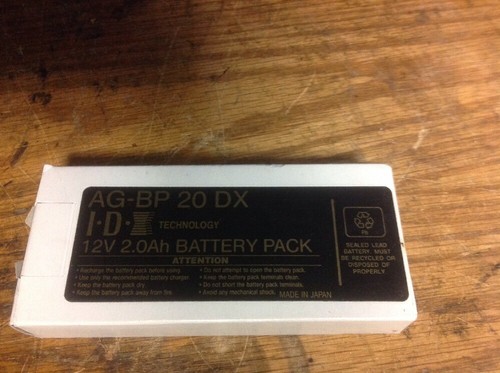 AG-BP 20 DX
I·D·X TECHNOLOGY
12V 2.0Ah BATTERY PACK
ATTENTION
• Recharge the battery pack before using.
• Use only the recommended battery charger.
• Keep the battery pack dry.
• Keep the battery pack away from fire.
• Do not attempt to open the battery pack.
• Keep the battery pack terminals clean.
• Do not short the battery pack terminals.
• Avoid any mechanical shock.
MADE IN JAPAN
Pb
SEALED LEAD
BATTERY MUST
BE RECYCLED OR
DISPOSED OF
PROPERLY